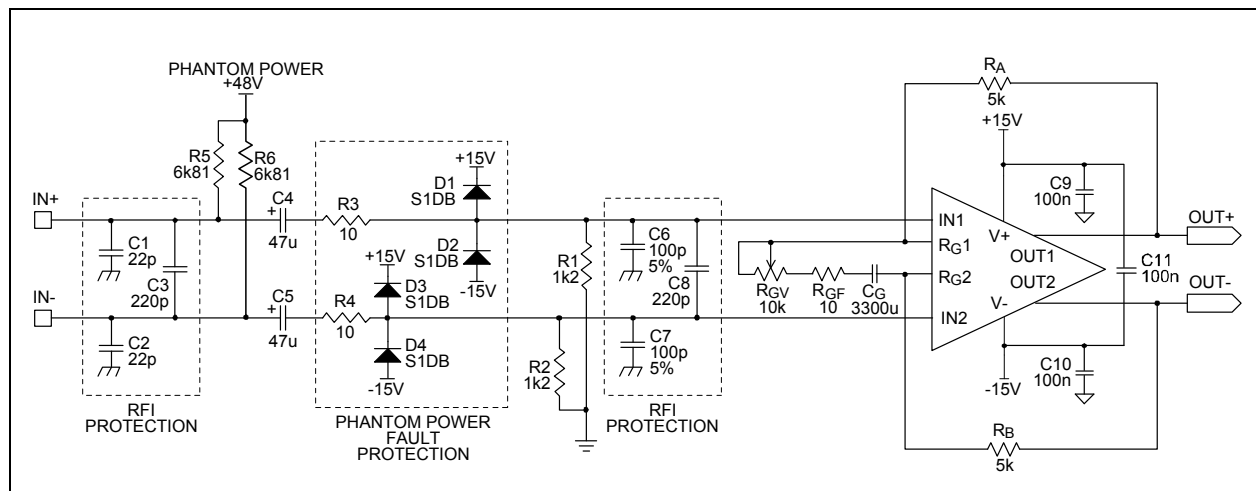 PHANTOM POWER
+48V
R5
6k81
R6
6k81
IN+
IN-
C1
22p
C3
220p
C2
22p
RFI
PROTECTION
C4
+
47u
C5
+
47u
R3
10
R4
10
+15V
D1
S1DB
D2
S1DB
-15V
+15V
D3
S1DB
D4
S1DB
-15V
PHANTOM POWER
FAULT
PROTECTION
R1
1k2
R2
1k2
C6
100p
5%
C8
220p
C7
100p
5%
RFI
PROTECTION
RGV
10k
RGF
10
CG
3300u
RA
5k
+15V
C9
100n
IN1
RG1
RG2
IN2
V+
OUT1
OUT2
V-
C11
100n
C10
100n
-15V
RB
5k
OUT+
OUT-